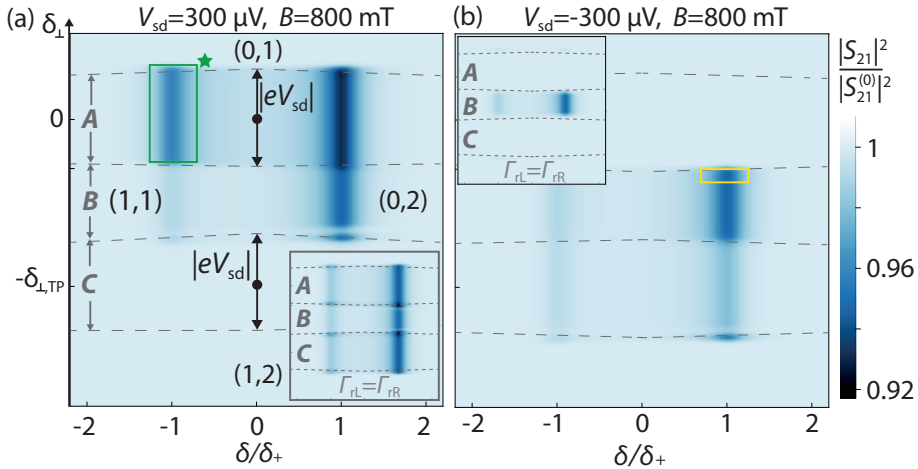 (a) V_sd=300 μV, B=800 mT
δ⊥
(0,1)
|eV_sd|
0
A
B
(1,1)
(0,2)
C
|eV_sd|
-δ⊥,TP
A
B
C
Γ_rL=Γ_rR
(1,2)
-2 -1 0 1 2
δ/δ₊
(b) V_sd=-300 μV, B=800 mT
A
B
C
Γ_rL=Γ_rR
-2 -1 0 1 2
δ/δ₊
|S₂₁|²
|S₂₁⁽⁰⁾|²
1
0.96
0.92